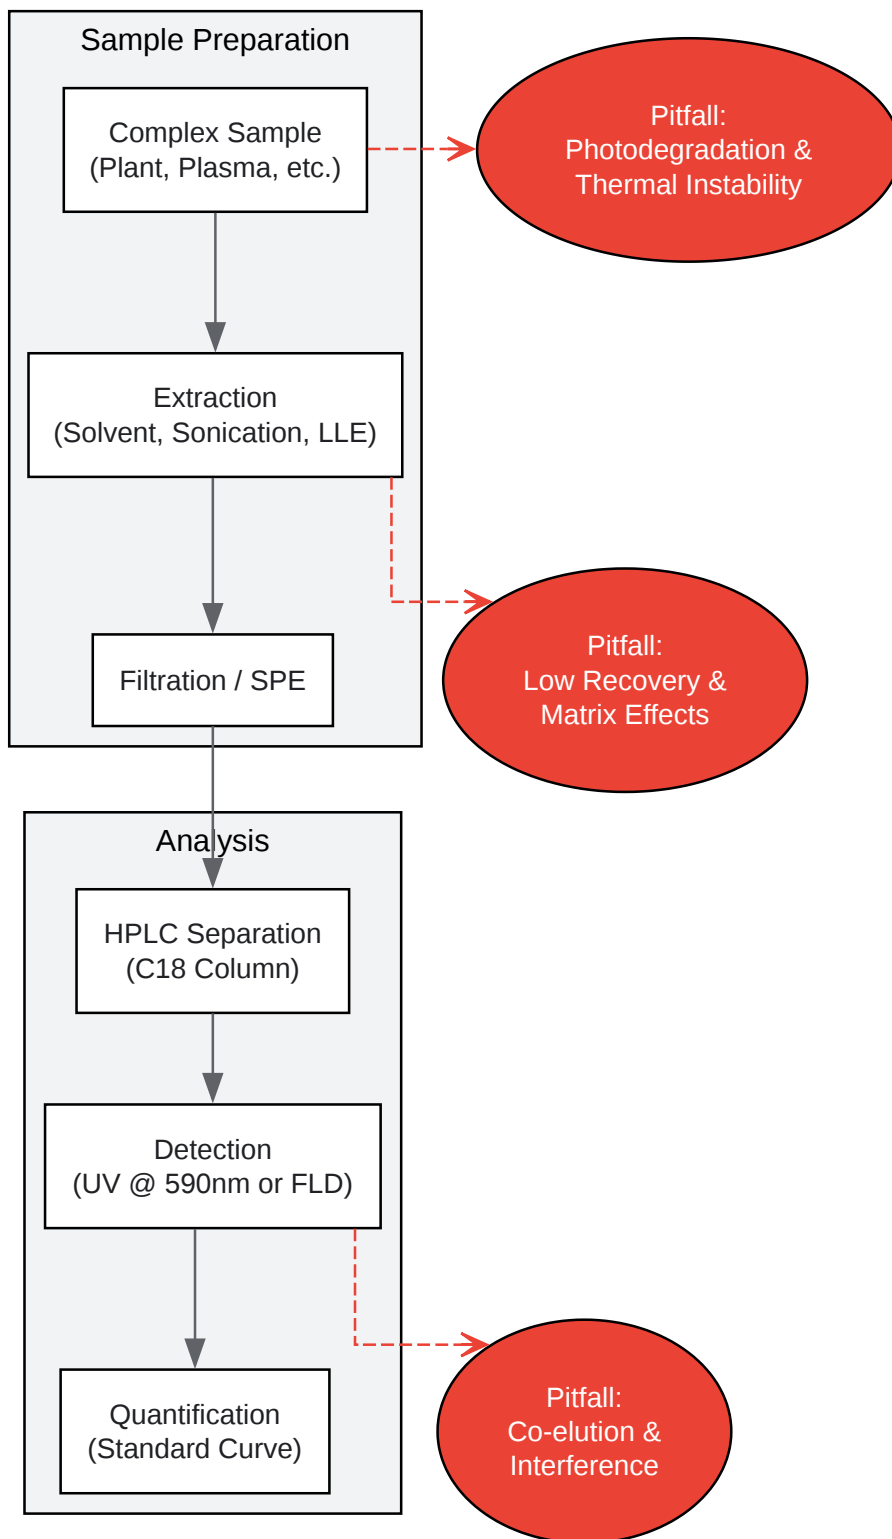 Sample Preparation
Complex Sample
(Plant, Plasma, etc.)
Pitfall:
Photodegradation &
Thermal Instability
Extraction
(Solvent, Sonication, LLE)
Filtration / SPE
Pitfall:
Low Recovery &
Matrix Effects
Analysis
HPLC Separation
(C18 Column)
Detection
(UV @ 590nm or FLD)
Quantification
(Standard Curve)
Pitfall:
Co-elution &
Interference